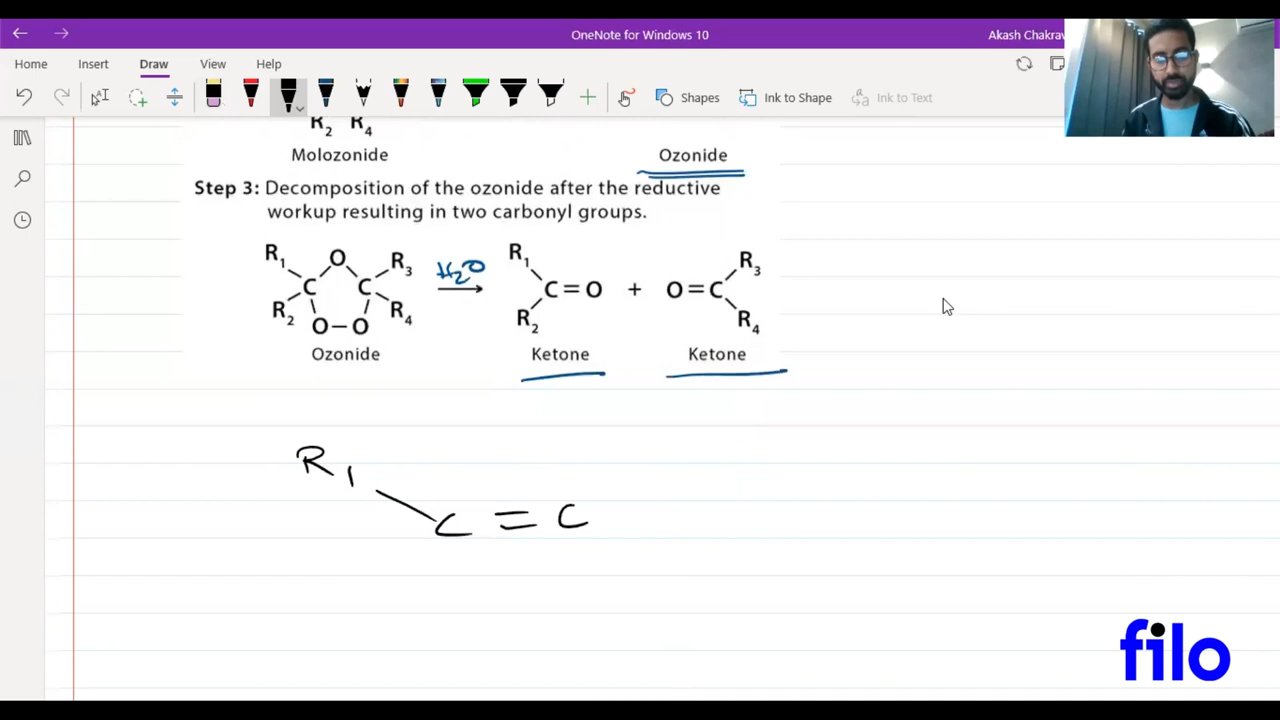 OneNote for Windows 10
Akash Chakrav
Home Insert Draw View Help
Shapes Ink to Shape Ink to Text
R2 R4
Molozonide Ozonide
Step 3: Decomposition of the ozonide after the reductive
workup resulting in two carbonyl groups.
R1 O R3 H2O R1 R3
C C C=O + O=C
R2 O–O R4 R2 R4
Ozonide Ketone Ketone
R1
C = C
filo